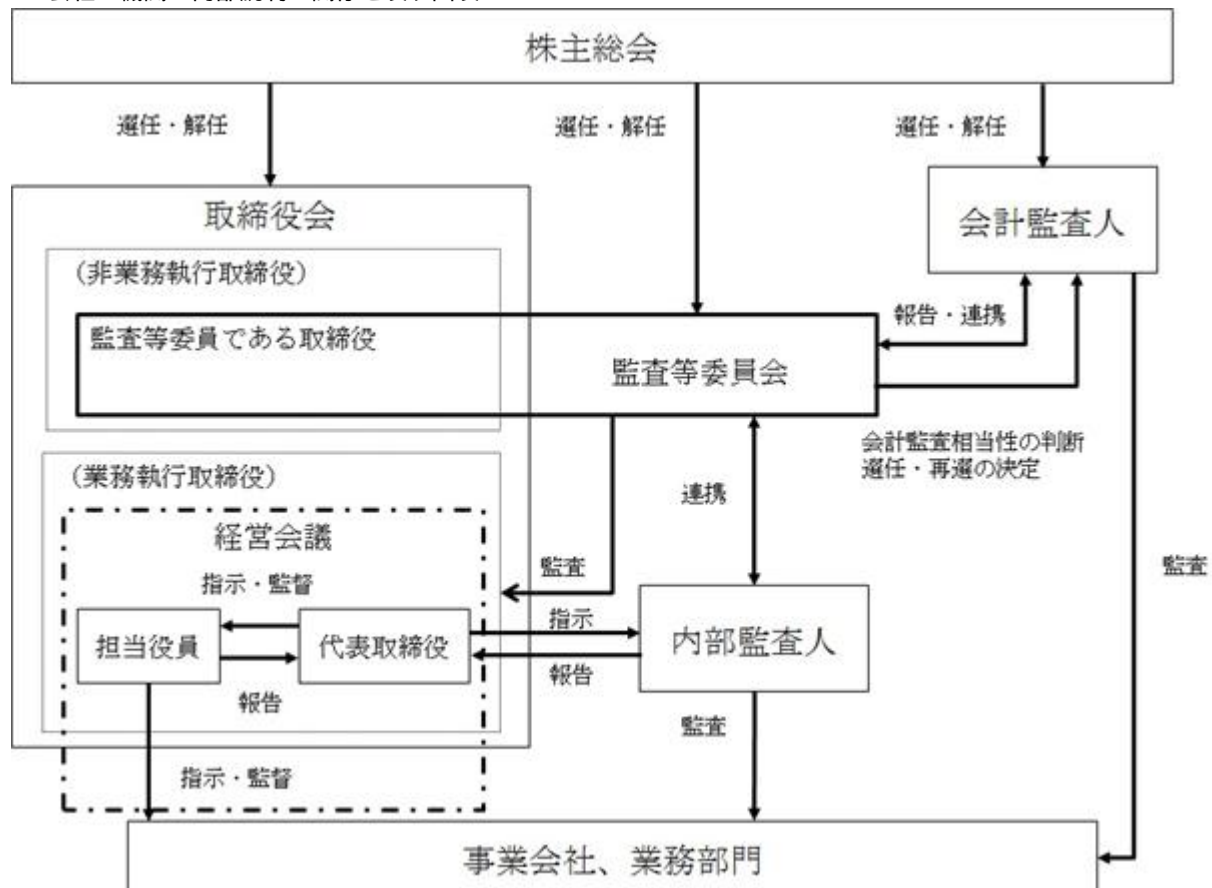 株主総会
選任・解任
選任・解任
選任・解任
取締役会
会計監査人
(非業務執行取締役)
報告・連携
監査等委員である取締役
監査等委員会
会計監査相当性の判断
選任・再選の決定
(業務執行取締役)
連携
経営会議
監査
監査
指示・監督
指示
担当役員
代表取締役
内部監査人
報告
報告
監査
指示・監督
事業会社、業務部門